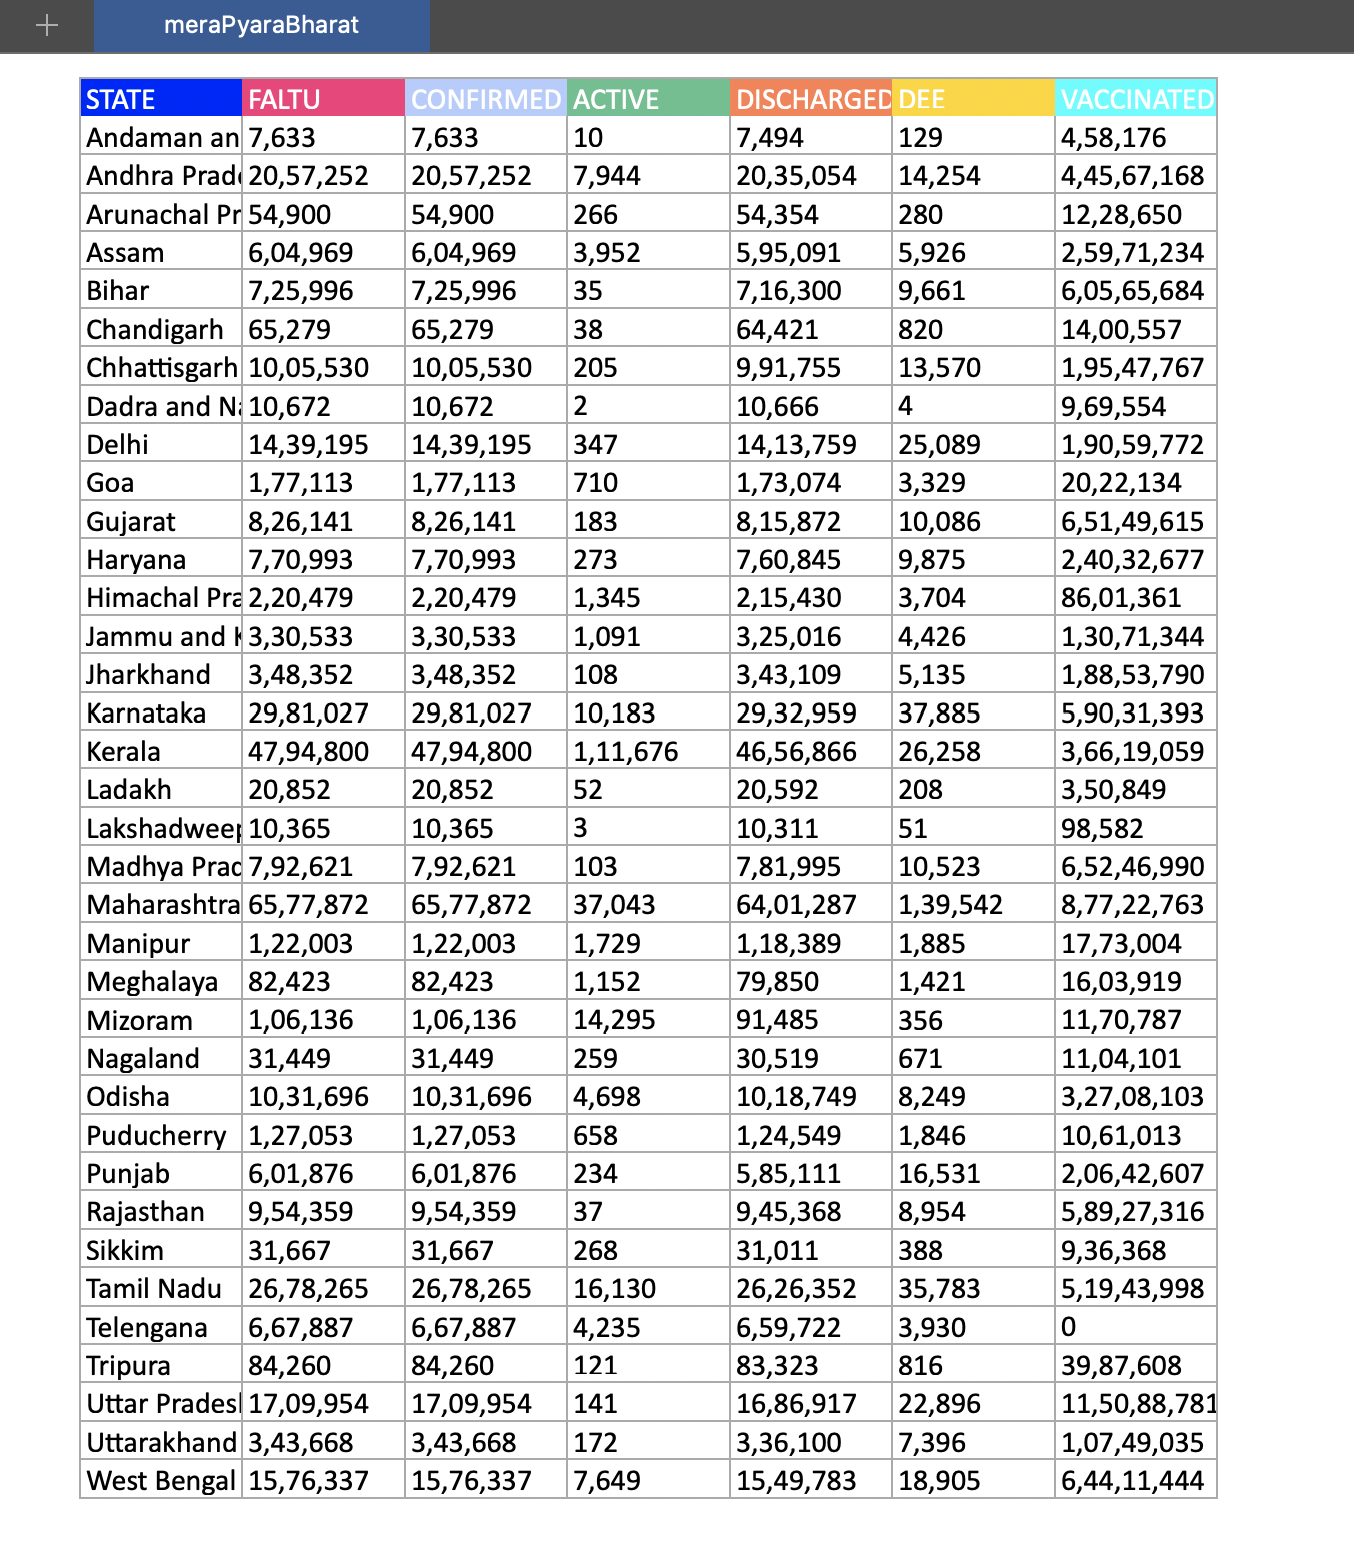 meraPyaraBharat
STATE FALTU CONFIRMED ACTIVE DISCHARGED DEE VACCINATED
Andaman an 7,633 7,633 10 7,494 129 4,58,176
Andhra Prad 20,57,252 20,57,252 7,944 20,35,054 14,254 4,45,67,168
Arunachal Pr 54,900 54,900 266 54,354 280 12,28,650
Assam 6,04,969 6,04,969 3,952 5,95,091 5,926 2,59,71,234
Bihar 7,25,996 7,25,996 35 7,16,300 9,661 6,05,65,684
Chandigarh 65,279 65,279 38 64,421 820 14,00,557
Chhattisgarh 10,05,530 10,05,530 205 9,91,755 13,570 1,95,47,767
Dadra and Na 10,672 10,672 2 10,666 4 9,69,554
Delhi 14,39,195 14,39,195 347 14,13,759 25,089 1,90,59,772
Goa 1,77,113 1,77,113 710 1,73,074 3,329 20,22,134
Gujarat 8,26,141 8,26,141 183 8,15,872 10,086 6,51,49,615
Haryana 7,70,993 7,70,993 273 7,60,845 9,875 2,40,32,677
Himachal Pra 2,20,479 2,20,479 1,345 2,15,430 3,704 86,01,361
Jammu and K 3,30,533 3,30,533 1,091 3,25,016 4,426 1,30,71,344
Jharkhand 3,48,352 3,48,352 108 3,43,109 5,135 1,88,53,790
Karnataka 29,81,027 29,81,027 10,183 29,32,959 37,885 5,90,31,393
Kerala 47,94,800 47,94,800 1,11,676 46,56,866 26,258 3,66,19,059
Ladakh 20,852 20,852 52 20,592 208 3,50,849
Lakshadweep 10,365 10,365 3 10,311 51 98,582
Madhya Prad 7,92,621 7,92,621 103 7,81,995 10,523 6,52,46,990
Maharashtra 65,77,872 65,77,872 37,043 64,01,287 1,39,542 8,77,22,763
Manipur 1,22,003 1,22,003 1,729 1,18,389 1,885 17,73,004
Meghalaya 82,423 82,423 1,152 79,850 1,421 16,03,919
Mizoram 1,06,136 1,06,136 14,295 91,485 356 11,70,787
Nagaland 31,449 31,449 259 30,519 671 11,04,101
Odisha 10,31,696 10,31,696 4,698 10,18,749 8,249 3,27,08,103
Puducherry 1,27,053 1,27,053 658 1,24,549 1,846 10,61,013
Punjab 6,01,876 6,01,876 234 5,85,111 16,531 2,06,42,607
Rajasthan 9,54,359 9,54,359 37 9,45,368 8,954 5,89,27,316
Sikkim 31,667 31,667 268 31,011 388 9,36,368
Tamil Nadu 26,78,265 26,78,265 16,130 26,26,352 35,783 5,19,43,998
Telengana 6,67,887 6,67,887 4,235 6,59,722 3,930 0
Tripura 84,260 84,260 121 83,323 816 39,87,608
Uttar Pradesh 17,09,954 17,09,954 141 16,86,917 22,896 11,50,88,781
Uttarakhand 3,43,668 3,43,668 172 3,36,100 7,396 1,07,49,035
West Bengal 15,76,337 15,76,337 7,649 15,49,783 18,905 6,44,11,444